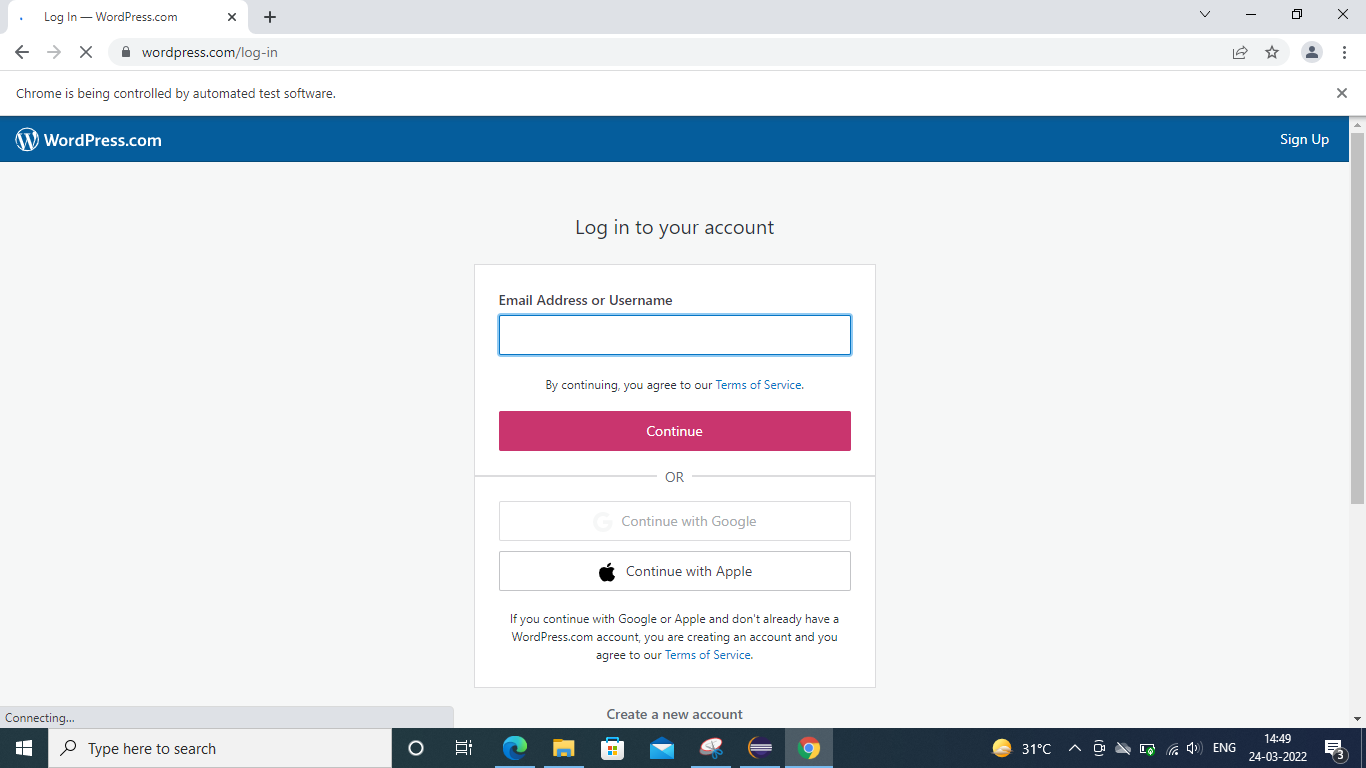 Log In — WordPress.com
wordpress.com/log-in
Chrome is being controlled by automated test software.
WordPress.com
Sign Up
Log in to your account
Email Address or Username
By continuing, you agree to our Terms of Service.
Continue
OR
Continue with Google
Continue with Apple
If you continue with Google or Apple and don't already have a
WordPress.com account, you are creating an account and you
agree to our Terms of Service.
Create a new account
Connecting...
Type here to search
31°C
ENG
14:49
24-03-2022
3